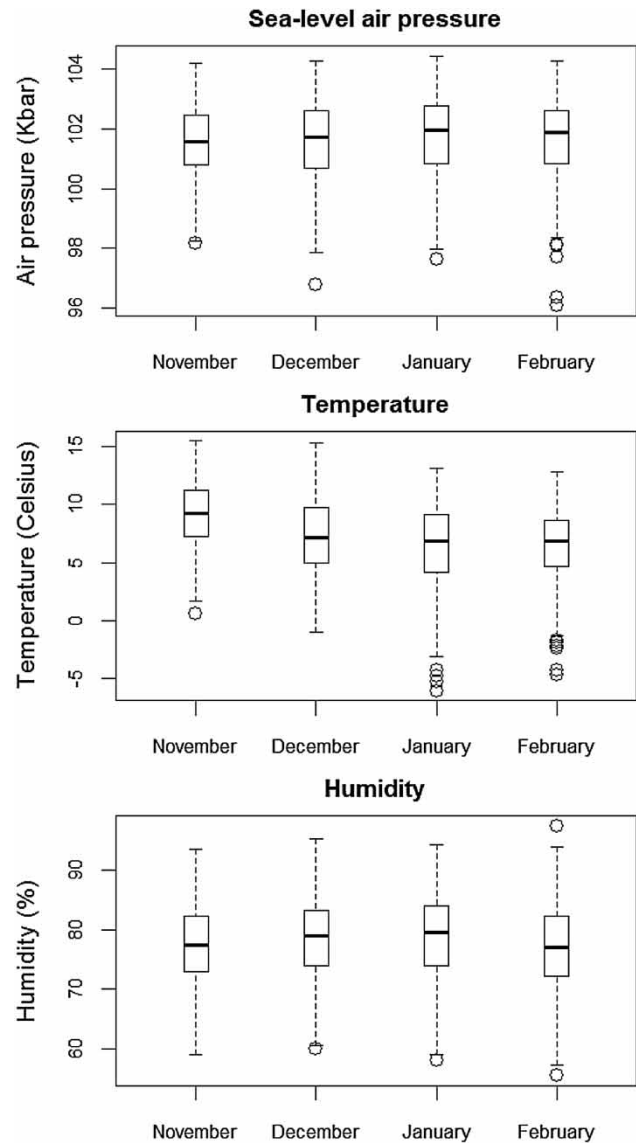 Sea-level air pressure
Air pressure (Kbar)
104
102
100
98
96
November December January February
Temperature
Temperature (Celsius)
15
10
5
0
-5
November December January February
Humidity
Humidity (%)
90
80
70
60
November December January February